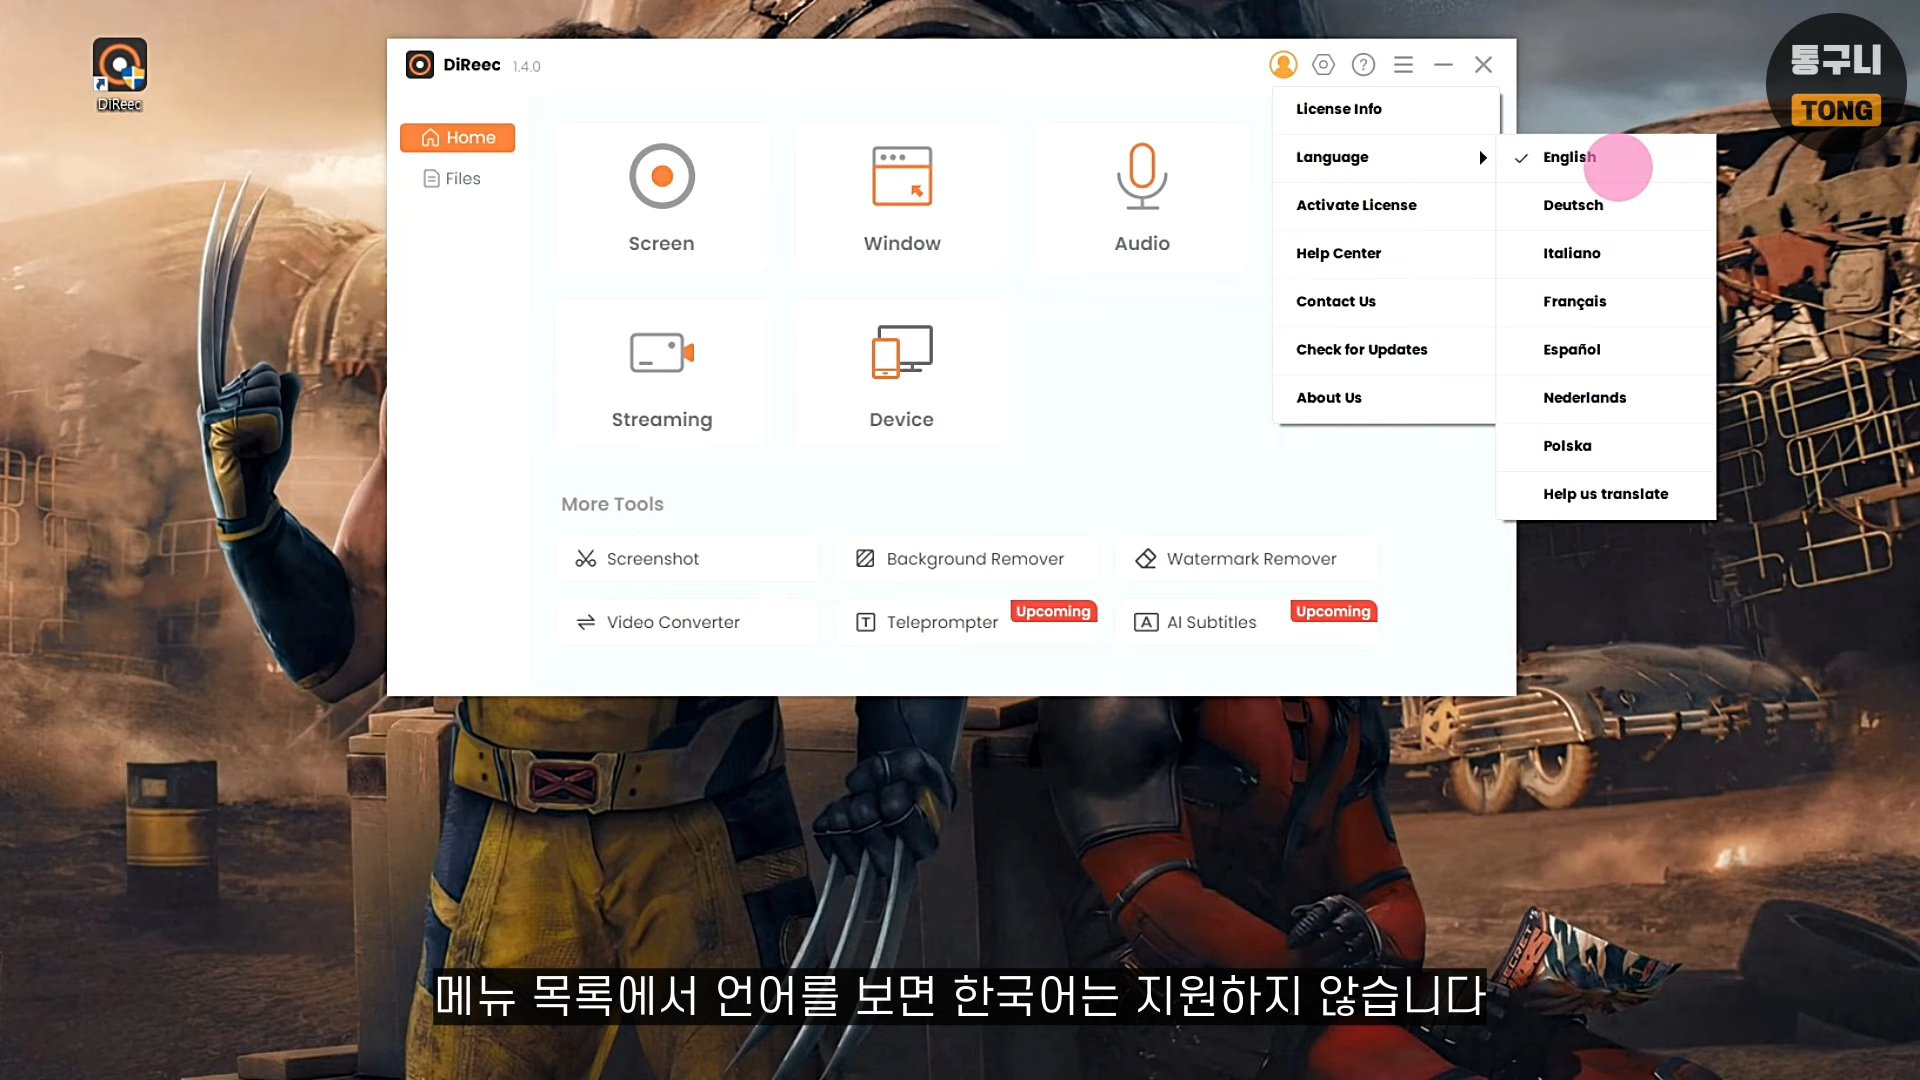 DiReec 1.4.0
통구니
TONG
DiReec
Home
Files
Screen
Window
Audio
Streaming
Device
License Info
Language
Activate License
Help Center
Contact Us
Check for Updates
About Us
English
Deutsch
Italiano
Français
Español
Nederlands
Polska
Help us translate
More Tools
Screenshot
Background Remover
Watermark Remover
Video Converter
Teleprompter
Upcoming
AI Subtitles
Upcoming
SECRET
메뉴 목록에서 언어를 보면 한국어는 지원하지 않습니다